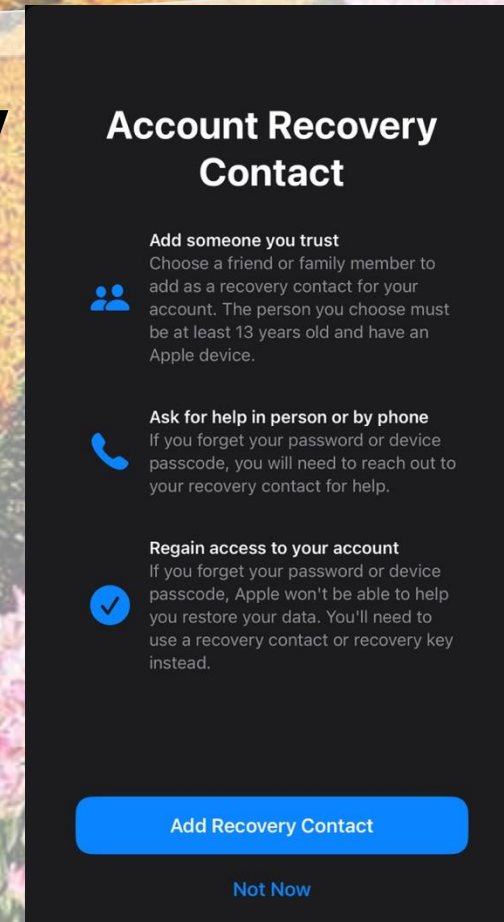 Account Recovery
Contact
Add someone you trust
Choose a friend or family member to
add as a recovery contact for your
account. The person you choose must
be at least 13 years old and have an
Apple device.
Ask for help in person or by phone
If you forget your password or device
passcode, you will need to reach out to
your recovery contact for help.
Regain access to your account
If you forget your password or device
passcode, Apple won't be able to help
you restore your data. You'll need to
use a recovery contact or recovery key
instead.
Add Recovery Contact
Not Now